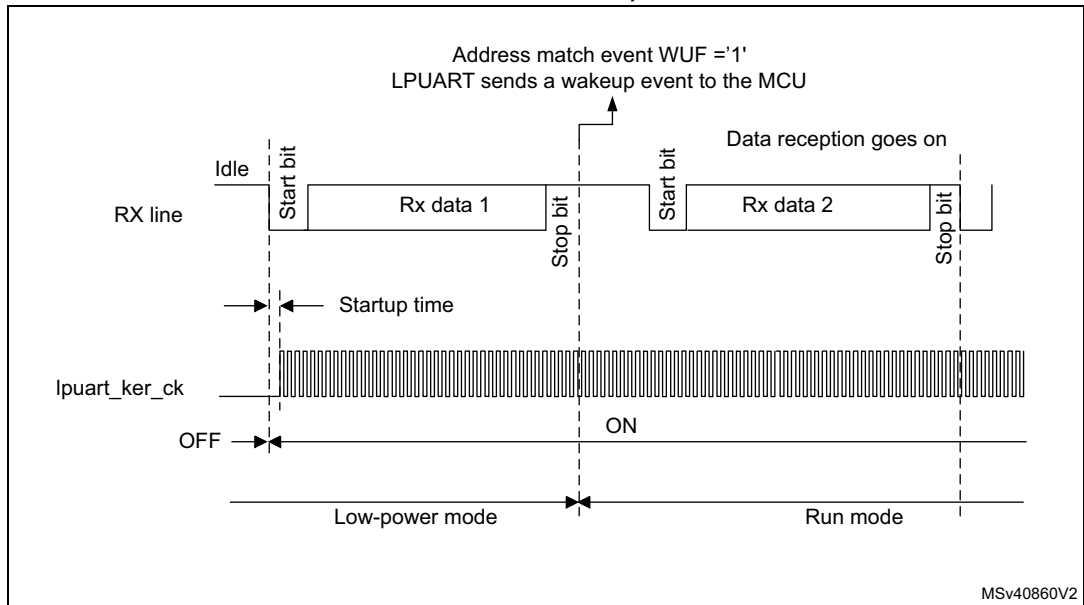 Address match event WUF ='1'
LPUART sends a wakeup event to the MCU
Data reception goes on
Idle
RX line
Start bit
Rx data 1
Stop bit
Start bit
Rx data 2
Stop bit
Startup time
lpuart_ker_ck
OFF
ON
Low-power mode
Run mode
MSv40860V2